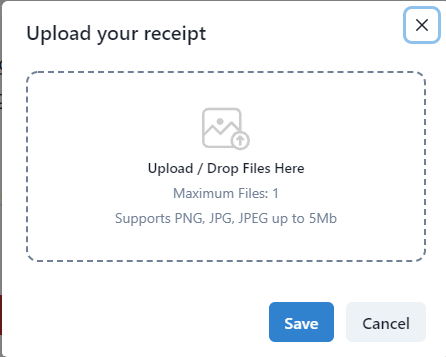 Upload your receipt
Upload / Drop Files Here
Maximum Files: 1
Supports PNG, JPG, JPEG up to 5Mb
Save
Cancel